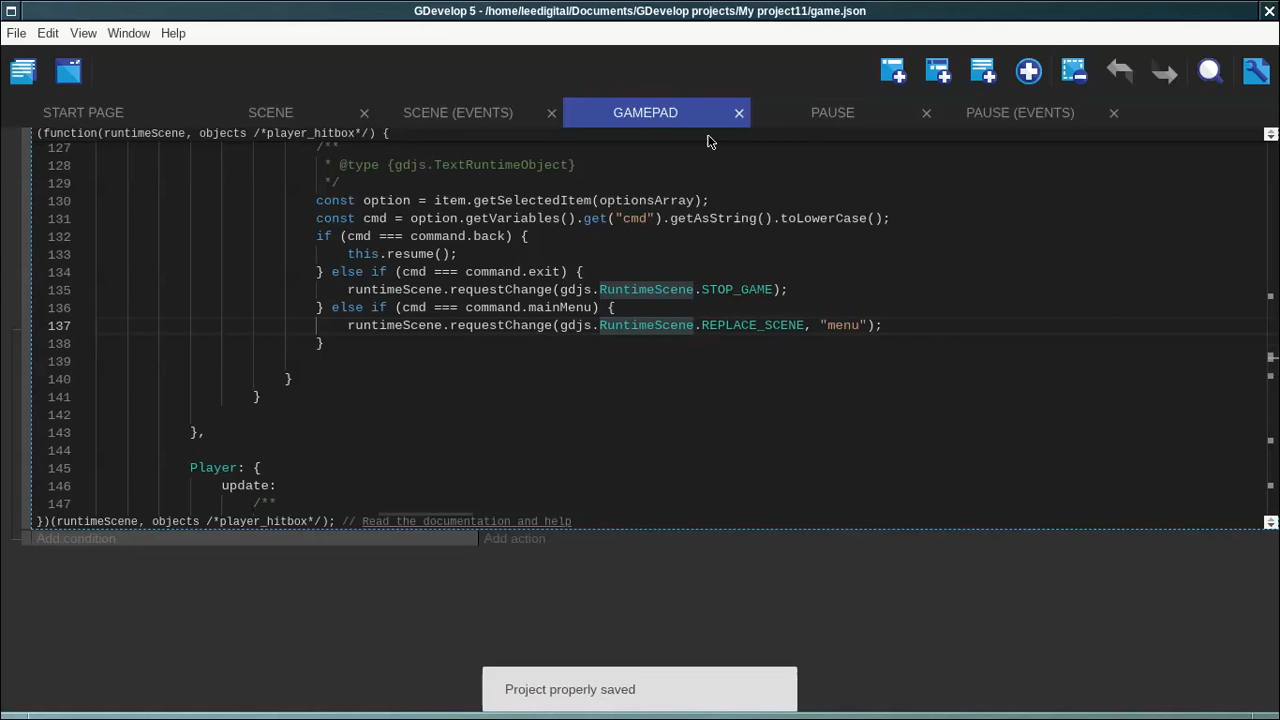 GDevelop 5 - /home/leedigital/Documents/GDevelop projects/My project11/game.json
File Edit View Window Help
START PAGE SCENE SCENE (EVENTS) GAMEPAD PAUSE PAUSE (EVENTS)
(function(runtimeScene, objects /*player_hitbox*/) {
127 /**
128 * @type {gdjs.TextRuntimeObject}
129 */
130 const option = item.getSelectedItem(optionsArray);
131 const cmd = option.getVariables().get("cmd").getAsString().toLowerCase();
132 if (cmd === command.back) {
133 this.resume();
134 } else if (cmd === command.exit) {
135 runtimeScene.requestChange(gdjs.RuntimeScene.STOP_GAME);
136 } else if (cmd === command.mainMenu) {
137 runtimeScene.requestChange(gdjs.RuntimeScene.REPLACE_SCENE, "menu");
138 }
139
140 }
141 }
142
143 },
144
145 Player: {
146 update:
147 /**
})(runtimeScene, objects /*player_hitbox*/); // Read the documentation and help
Add condition Add action
Project properly saved